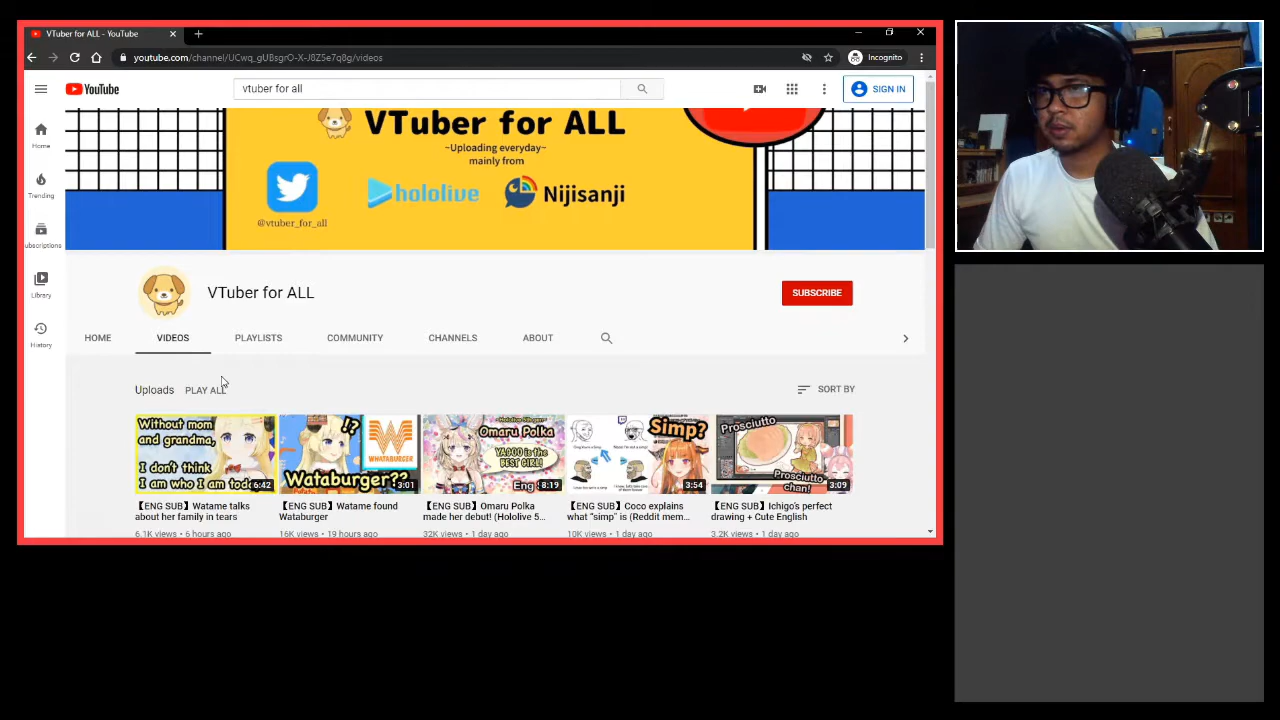 VTuber for ALL - YouTube
youtube.com/channel/UCwq_gUBsgrO-X-J8Z5e7q8g/videos
Incognito
YouTube
vtuber for all
SIGN IN
Home
Trending
ubscriptions
Library
History
VTuber for ALL
~Uploading everyday~
mainly from
hololive
Nijisanji
@vtuber_for_all
VTuber for ALL
SUBSCRIBE
HOME
VIDEOS
PLAYLISTS
COMMUNITY
CHANNELS
ABOUT
Uploads
PLAY ALL
SORT BY
Without mom
and grandma,
I don't think
I am who I am today
6:42
!?
WHATABURGER
Wataburger??
3:01
Omaru Polka
YAGOO is the
BEST GIRL!
Eng S
8:19
Simp?
3:54
Prosciutto
Prosciutto
chan!
3:09
【ENG SUB】Watame talks
about her family in tears
6.1K views • 6 hours ago
【ENG SUB】Watame found
Wataburger
16K views • 19 hours ago
【ENG SUB】Omaru Polka
made her debut! (Hololive 5...
32K views • 1 day ago
【ENG SUB】Coco explains
what "simp" is (Reddit mem...
10K views • 1 day ago
【ENG SUB】Ichigo's perfect
drawing + Cute English
3.2K views • 1 day ago